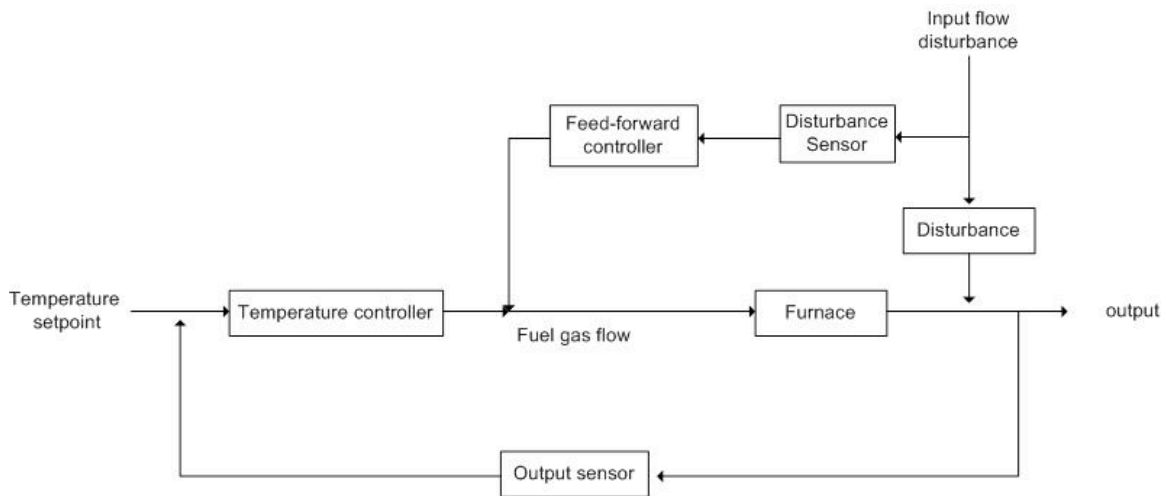 Input flow
disturbance
Feed-forward
controller
Disturbance
Sensor
Disturbance
Temperature
setpoint
Temperature controller
Fuel gas flow
Furnace
output
Output sensor